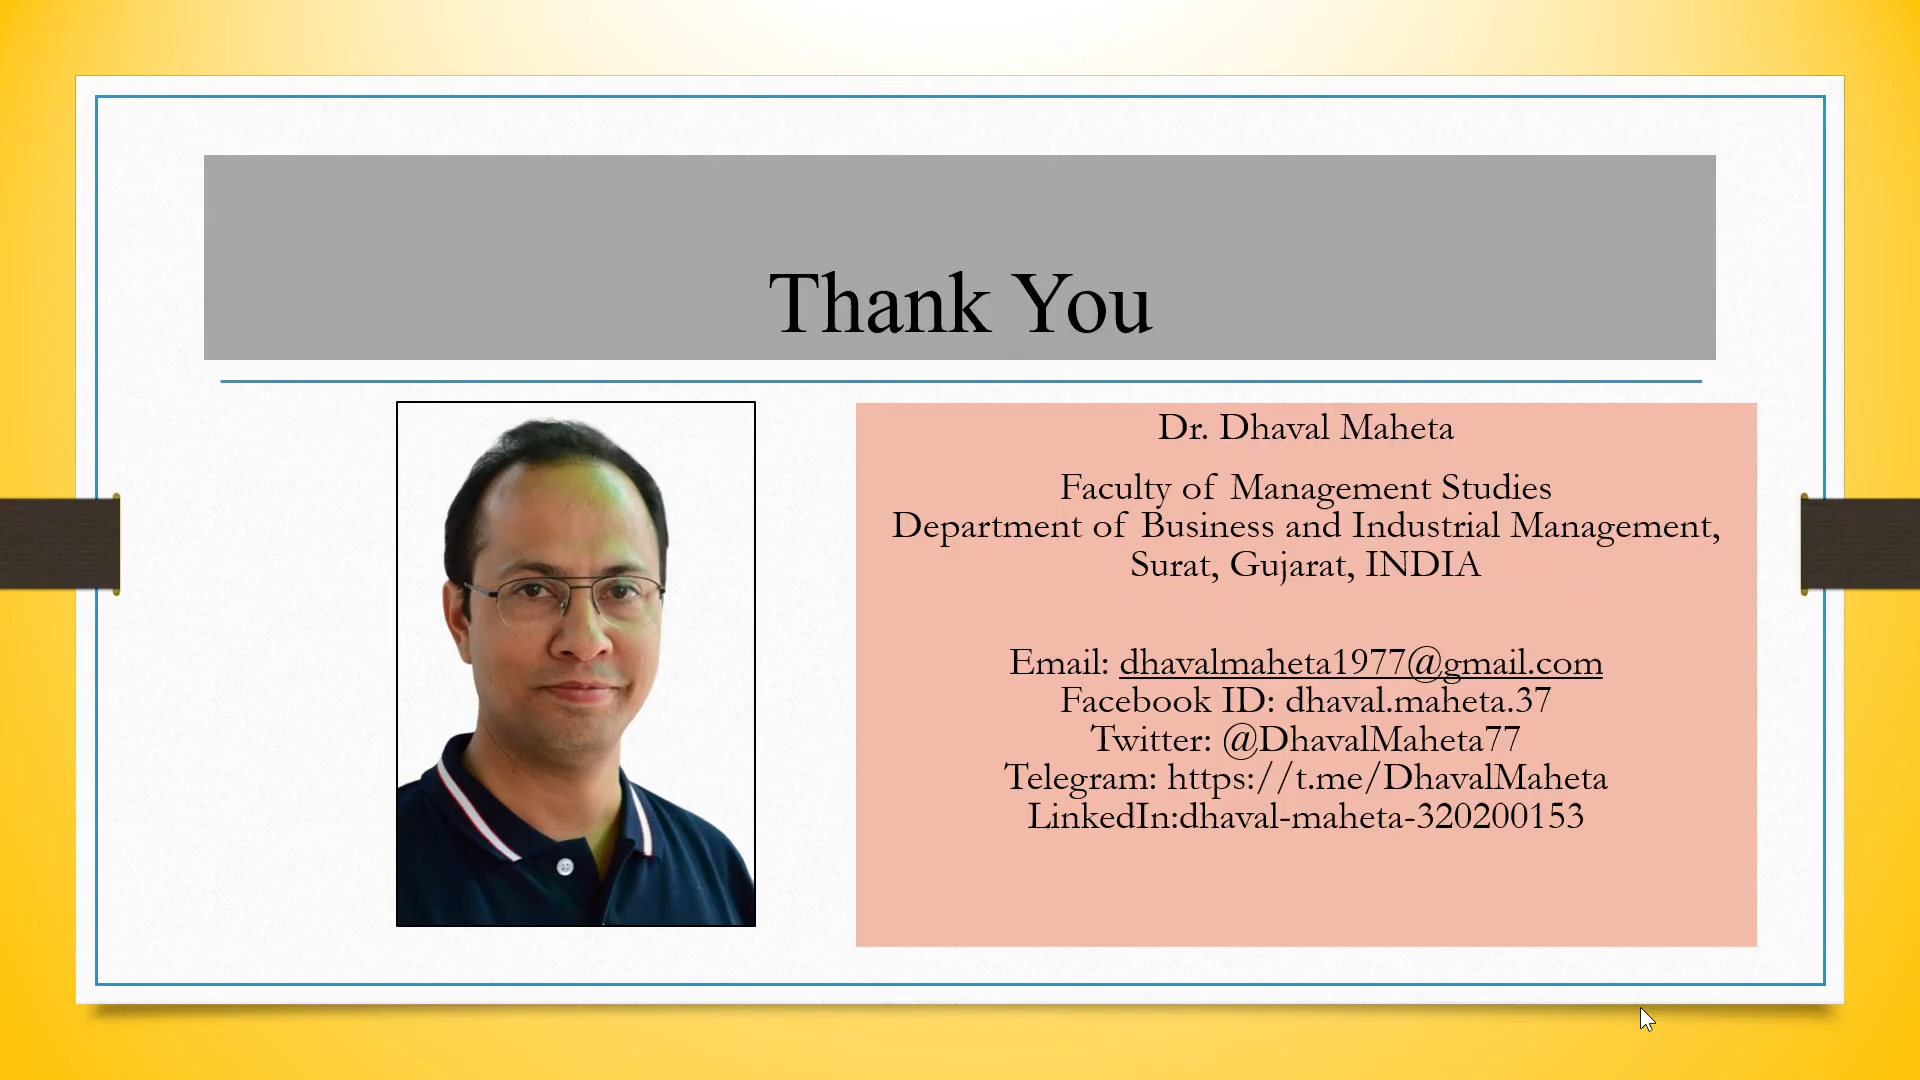 Thank You
Dr. Dhaval Maheta
Faculty of Management Studies
Department of Business and Industrial Management,
Surat, Gujarat, INDIA
Email: dhavalmaheta1977@gmail.com
Facebook ID: dhaval.maheta.37
Twitter: @DhavalMaheta77
Telegram: https://t.me/DhavalMaheta
LinkedIn:dhaval-maheta-320200153